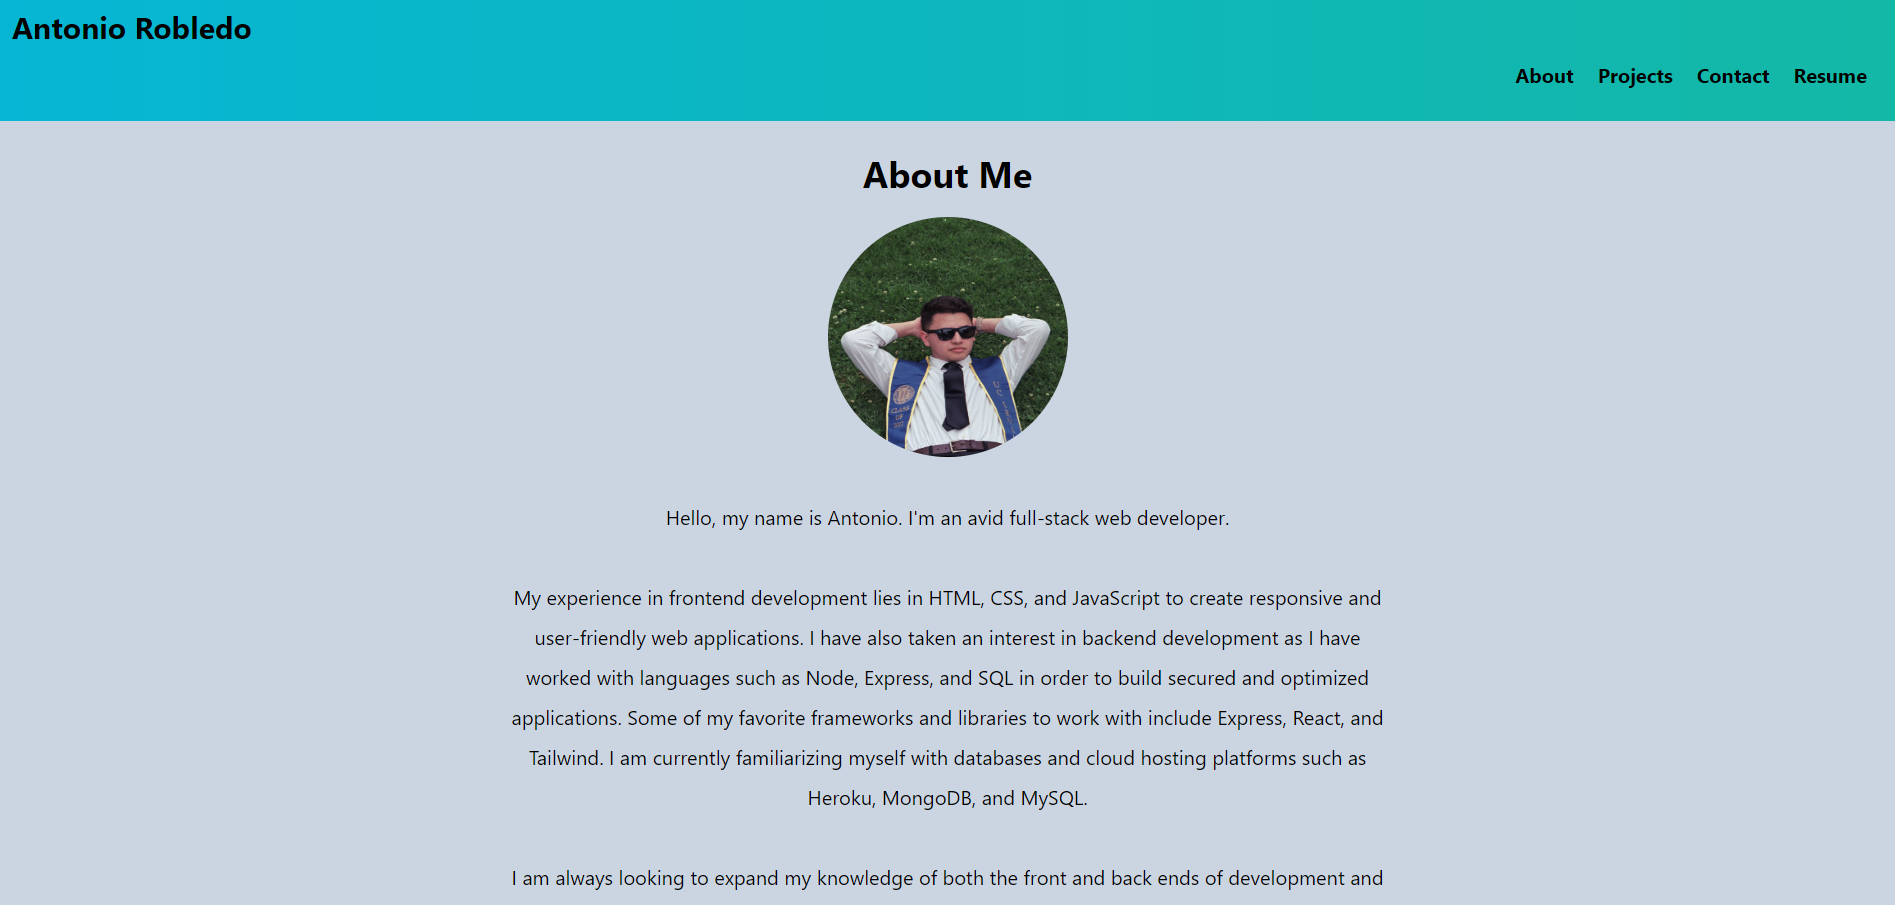 Antonio Robledo
About Projects Contact Resume
About Me
CLASS
OF
Hello, my name is Antonio. I'm an avid full-stack web developer.
My experience in frontend development lies in HTML, CSS, and JavaScript to create responsive and
user-friendly web applications. I have also taken an interest in backend development as I have
worked with languages such as Node, Express, and SQL in order to build secured and optimized
applications. Some of my favorite frameworks and libraries to work with include Express, React, and
Tailwind. I am currently familiarizing myself with databases and cloud hosting platforms such as
Heroku, MongoDB, and MySQL.
I am always looking to expand my knowledge of both the front and back ends of development and